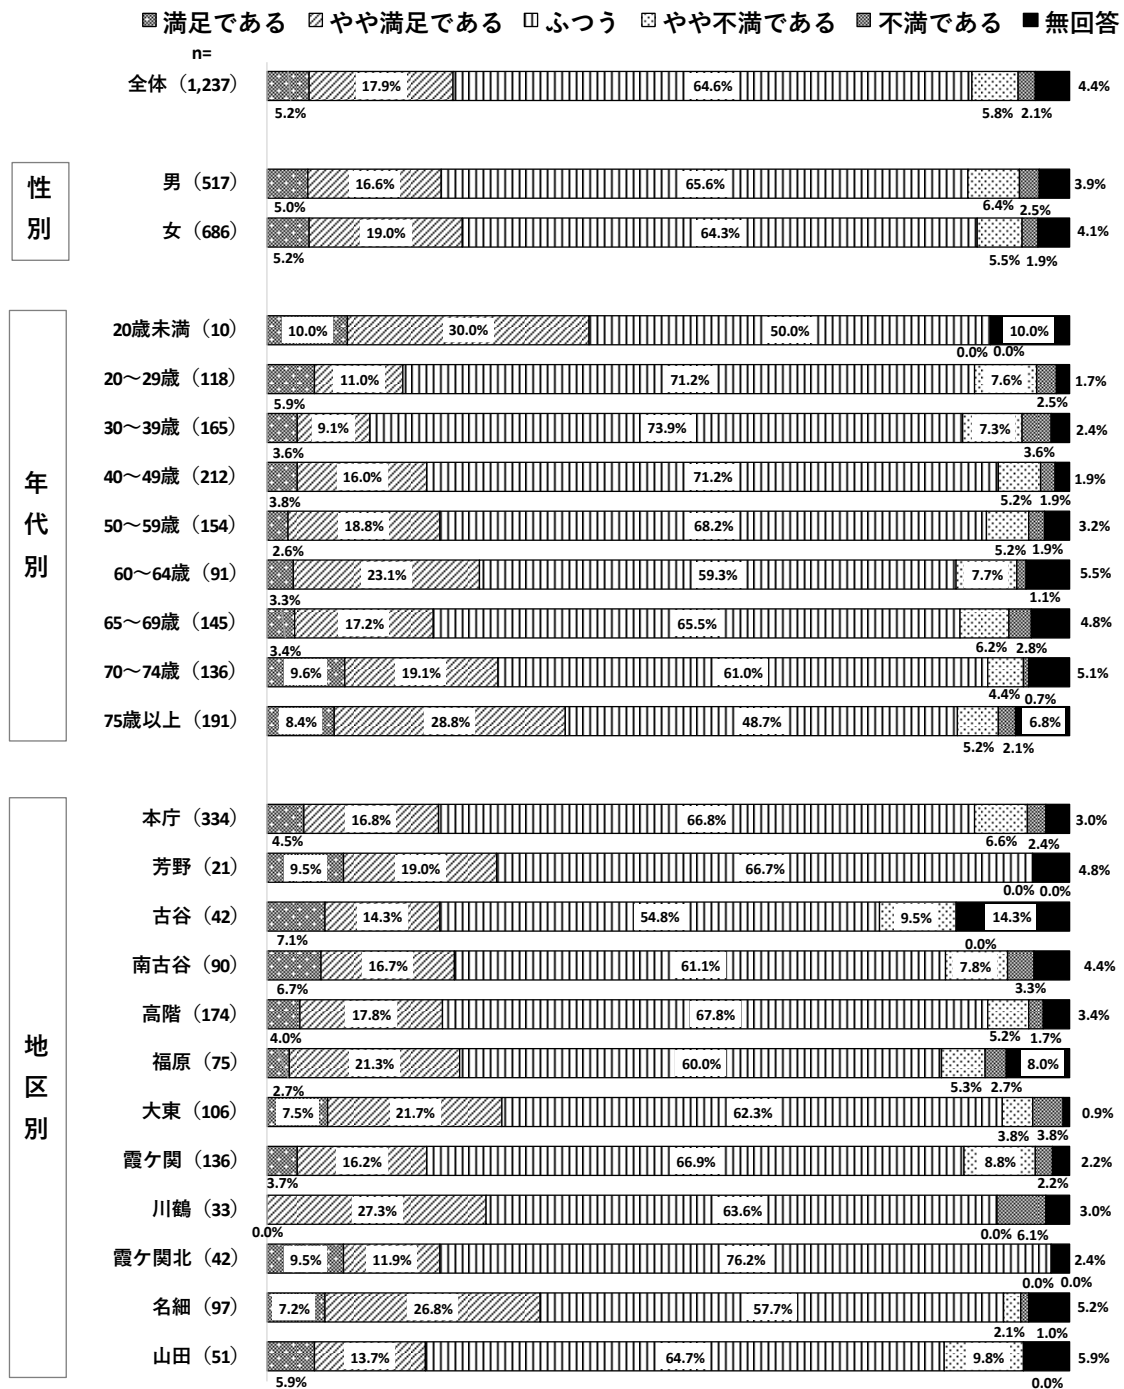 満足である やや満足である ふつう やや不満である 不満である 無回答
n=
全体（1,237） 17.9% 64.6% 4.4%
5.2% 5.8% 2.1%
性別
男（517） 16.6% 65.6% 3.9%
5.0% 6.4% 2.5%
女（686） 19.0% 64.3% 4.1%
5.2% 5.5% 1.9%
年代別
20歳未満（10） 10.0% 30.0% 50.0% 10.0%
0.0% 0.0%
20～29歳（118） 11.0% 71.2% 7.6% 1.7%
5.9% 2.5%
30～39歳（165） 9.1% 73.9% 7.3% 2.4%
3.6% 3.6%
40～49歳（212） 16.0% 71.2% 1.9%
3.8% 5.2% 1.9%
50～59歳（154） 18.8% 68.2% 3.2%
2.6% 5.2% 1.9%
60～64歳（91） 23.1% 59.3% 7.7% 5.5%
3.3% 1.1%
65～69歳（145） 17.2% 65.5% 4.8%
3.4% 6.2% 2.8%
70～74歳（136） 9.6% 19.1% 61.0% 5.1%
4.4% 0.7%
75歳以上（191） 8.4% 28.8% 48.7% 6.8%
5.2% 2.1%
地区別
本庁（334） 16.8% 66.8% 3.0%
4.5% 6.6% 2.4%
芳野（21） 9.5% 19.0% 66.7% 4.8%
0.0% 0.0%
古谷（42） 14.3% 54.8% 9.5% 14.3%
7.1% 0.0%
南古谷（90） 16.7% 61.1% 7.8% 4.4%
6.7% 3.3%
高階（174） 17.8% 67.8% 3.4%
4.0% 5.2% 1.7%
福原（75） 21.3% 60.0% 8.0%
2.7% 5.3% 2.7%
大東（106） 7.5% 21.7% 62.3% 0.9%
3.8% 3.8%
霞ケ関（136） 16.2% 66.9% 8.8% 2.2%
3.7% 2.2%
川鶴（33） 27.3% 63.6% 3.0%
0.0% 0.0% 6.1%
霞ケ関北（42） 9.5% 11.9% 76.2% 2.4%
0.0% 0.0%
名細（97） 7.2% 26.8% 57.7% 5.2%
2.1% 1.0%
山田（51） 13.7% 64.7% 9.8% 5.9%
5.9% 0.0%